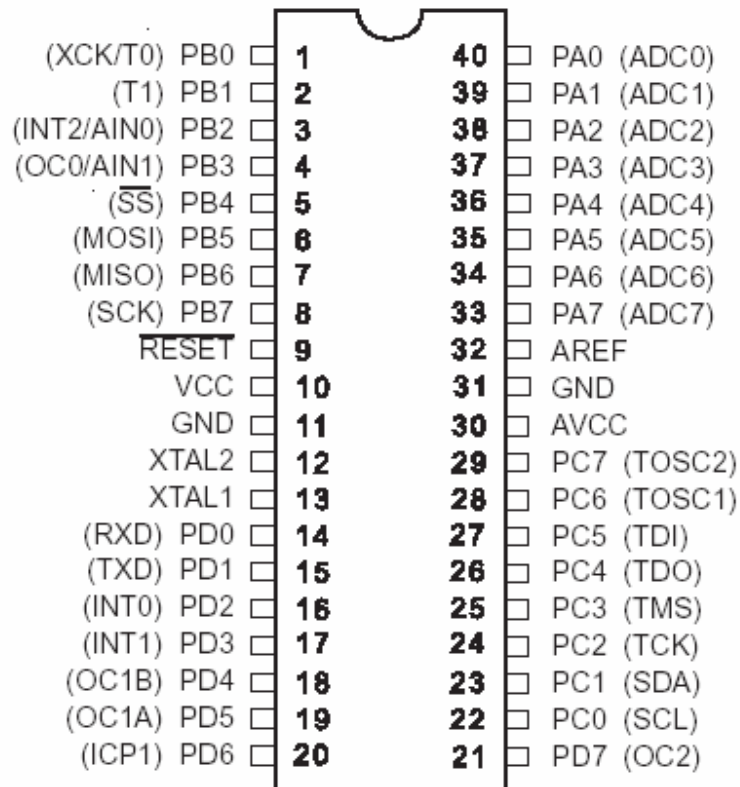 (XCK/T0) PB0 1 40 PA0 (ADC0)
(T1) PB1 2 39 PA1 (ADC1)
(INT2/AIN0) PB2 3 38 PA2 (ADC2)
(OC0/AIN1) PB3 4 37 PA3 (ADC3)
(SS) PB4 5 36 PA4 (ADC4)
(MOSI) PB5 6 35 PA5 (ADC5)
(MISO) PB6 7 34 PA6 (ADC6)
(SCK) PB7 8 33 PA7 (ADC7)
RESET 9 32 AREF
VCC 10 31 GND
GND 11 30 AVCC
XTAL2 12 29 PC7 (TOSC2)
XTAL1 13 28 PC6 (TOSC1)
(RXD) PD0 14 27 PC5 (TDI)
(TXD) PD1 15 26 PC4 (TDO)
(INT0) PD2 16 25 PC3 (TMS)
(INT1) PD3 17 24 PC2 (TCK)
(OC1B) PD4 18 23 PC1 (SDA)
(OC1A) PD5 19 22 PC0 (SCL)
(ICP1) PD6 20 21 PD7 (OC2)